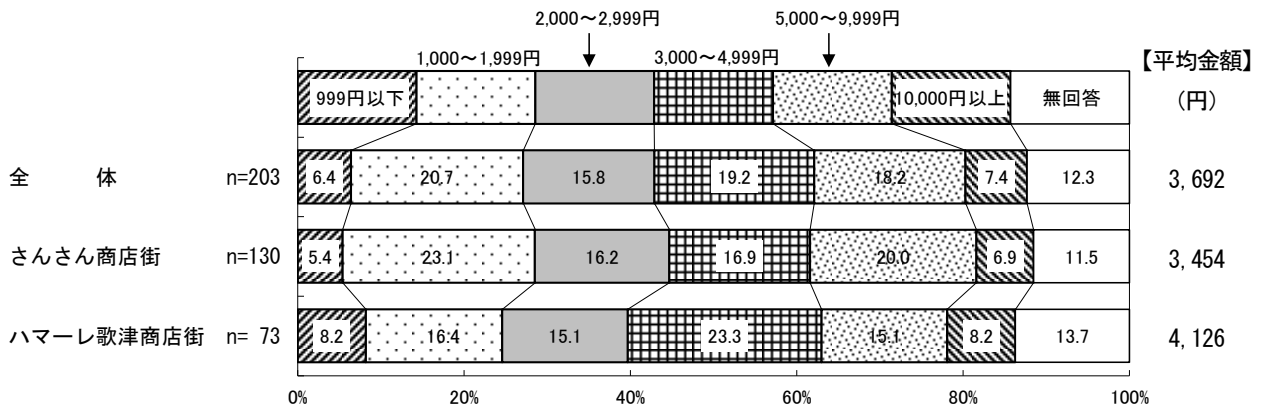 2,000～2,999円 5,000～9,999円
1,000～1,999円 3,000～4,999円 【平均金額】
999円以下 10,000円以上 無回答 （円）
全 体 n=203 6.4 20.7 15.8 19.2 18.2 7.4 12.3 3,692
さんさん商店街 n=130 5.4 23.1 16.2 16.9 20.0 6.9 11.5 3,454
ハマーレ歌津商店街 n= 73 8.2 16.4 15.1 23.3 15.1 8.2 13.7 4,126
0% 20% 40% 60% 80% 100%